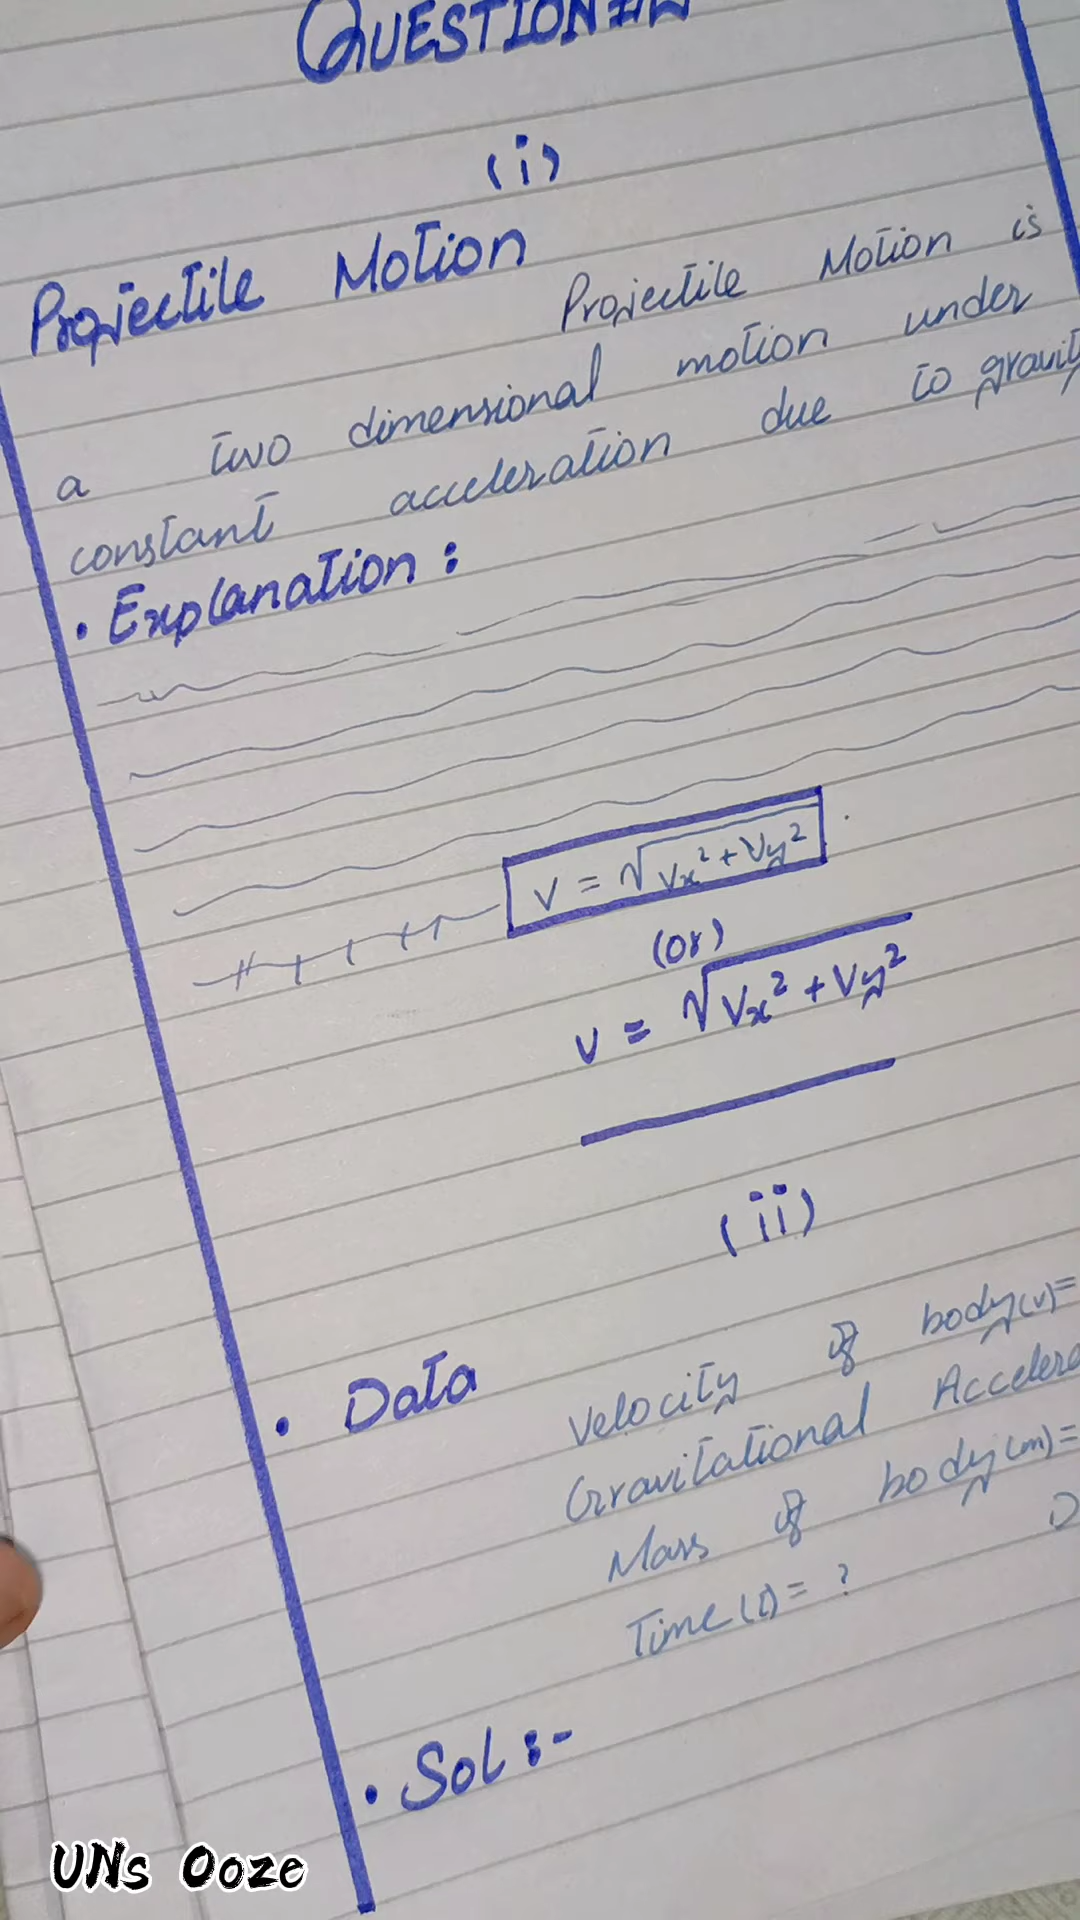 QUESTION#
(i)
Projectile Motion
Projectile Motion is
a two dimensional motion under
constant acceleration due to gravity
• Explanation :
V = √Vx² + Vy²
(or)
V = √Vx² + Vy²
(ii)
• Data
Velocity of body(v)=
Gravitational Accelera
Mass of body(m)=
D
Time(t)= ?
• Sol :-
UNs Ooze